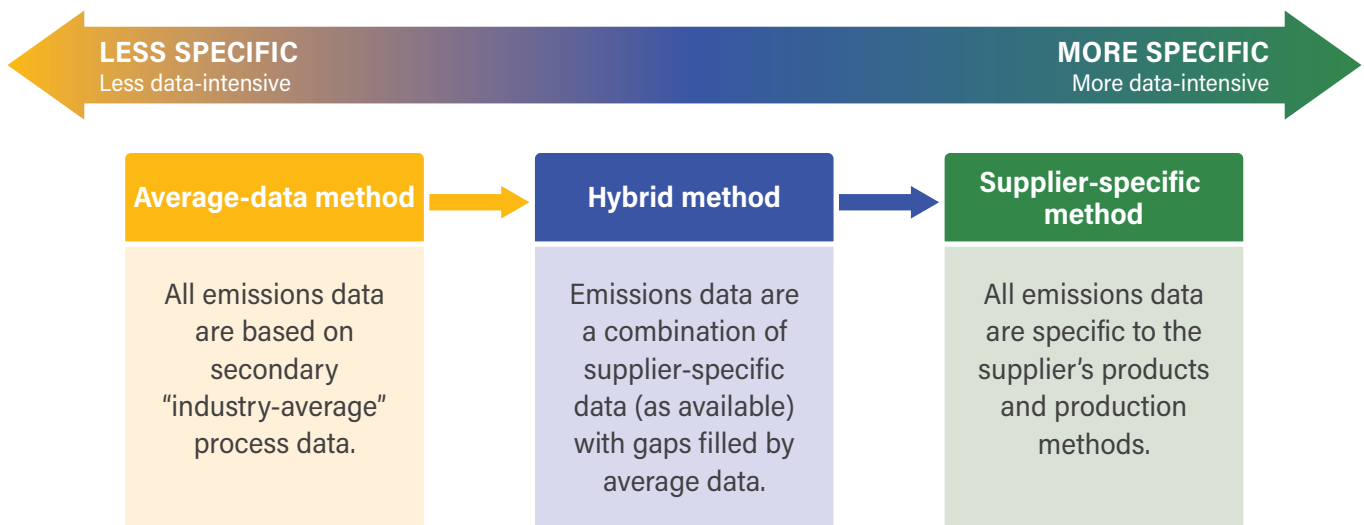 LESS SPECIFIC
Less data-intensive
MORE SPECIFIC
More data-intensive
Average-data method
All emissions data
are based on
secondary
“industry-average”
process data.
Hybrid method
Emissions data are
a combination of
supplier-specific
data (as available)
with gaps filled by
average data.
Supplier-specific
method
All emissions data
are specific to the
supplier’s products
and production
methods.